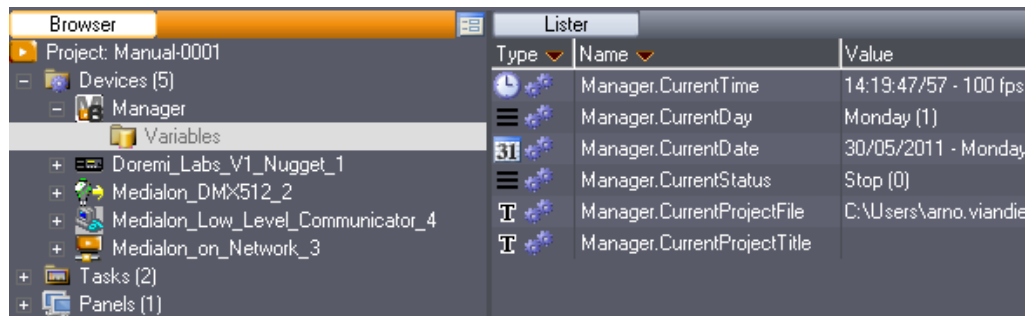 Browser
Project: Manual-0001
Devices (5)
Manager
Variables
Doremi_Labs_V1_Nugget_1
Medialon_DMX512_2
Medialon_Low_Level_Communicator_4
Medialon_on_Network_3
Tasks (2)
Panels (1)
Lister
Type Name Value
Manager.CurrentTime 14:19:47/57 - 100 fps
Manager.CurrentDay Monday (1)
31 Manager.CurrentDate 30/05/2011 - Monday
Manager.CurrentStatus Stop (0)
T Manager.CurrentProjectFile C:\Users\arno.viandie
T Manager.CurrentProjectTitle